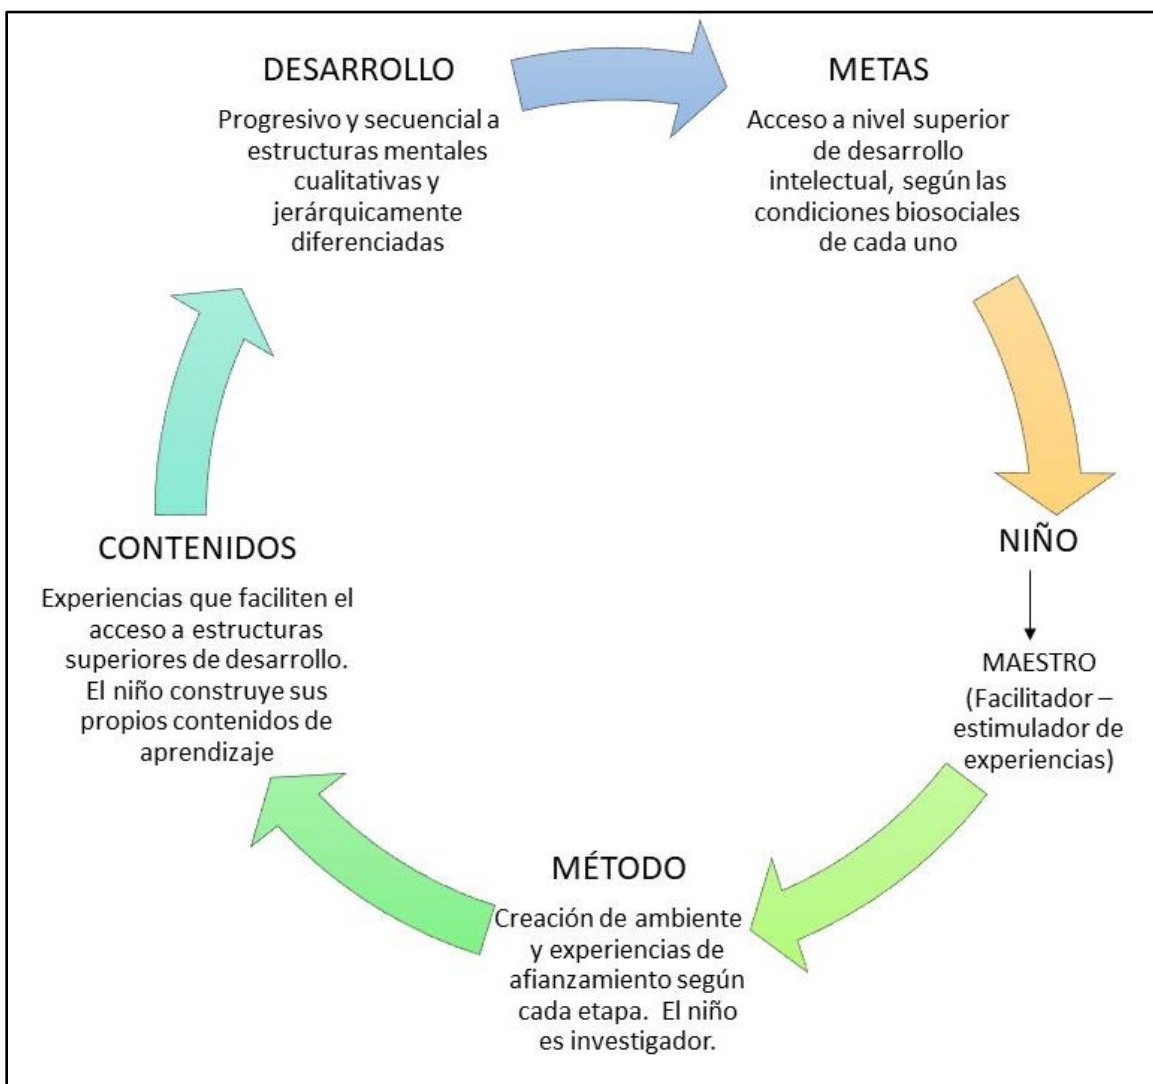 DESARROLLO
Progresivo y secuencial a
estructuras mentales
cualitativas y
jerárquicamente
diferenciadas
METAS
Acceso a nivel superior
de desarrollo
intelectual, según las
condiciones biosociales
de cada uno
NIÑO
MAESTRO
(Facilitador –
estimulador de
experiencias)
MÉTODO
Creación de ambiente
y experiencias de
afianzamiento según
cada etapa. El niño
es investigador.
CONTENIDOS
Experiencias que faciliten el
acceso a estructuras
superiores de desarrollo.
El niño construye sus
propios contenidos de
aprendizaje